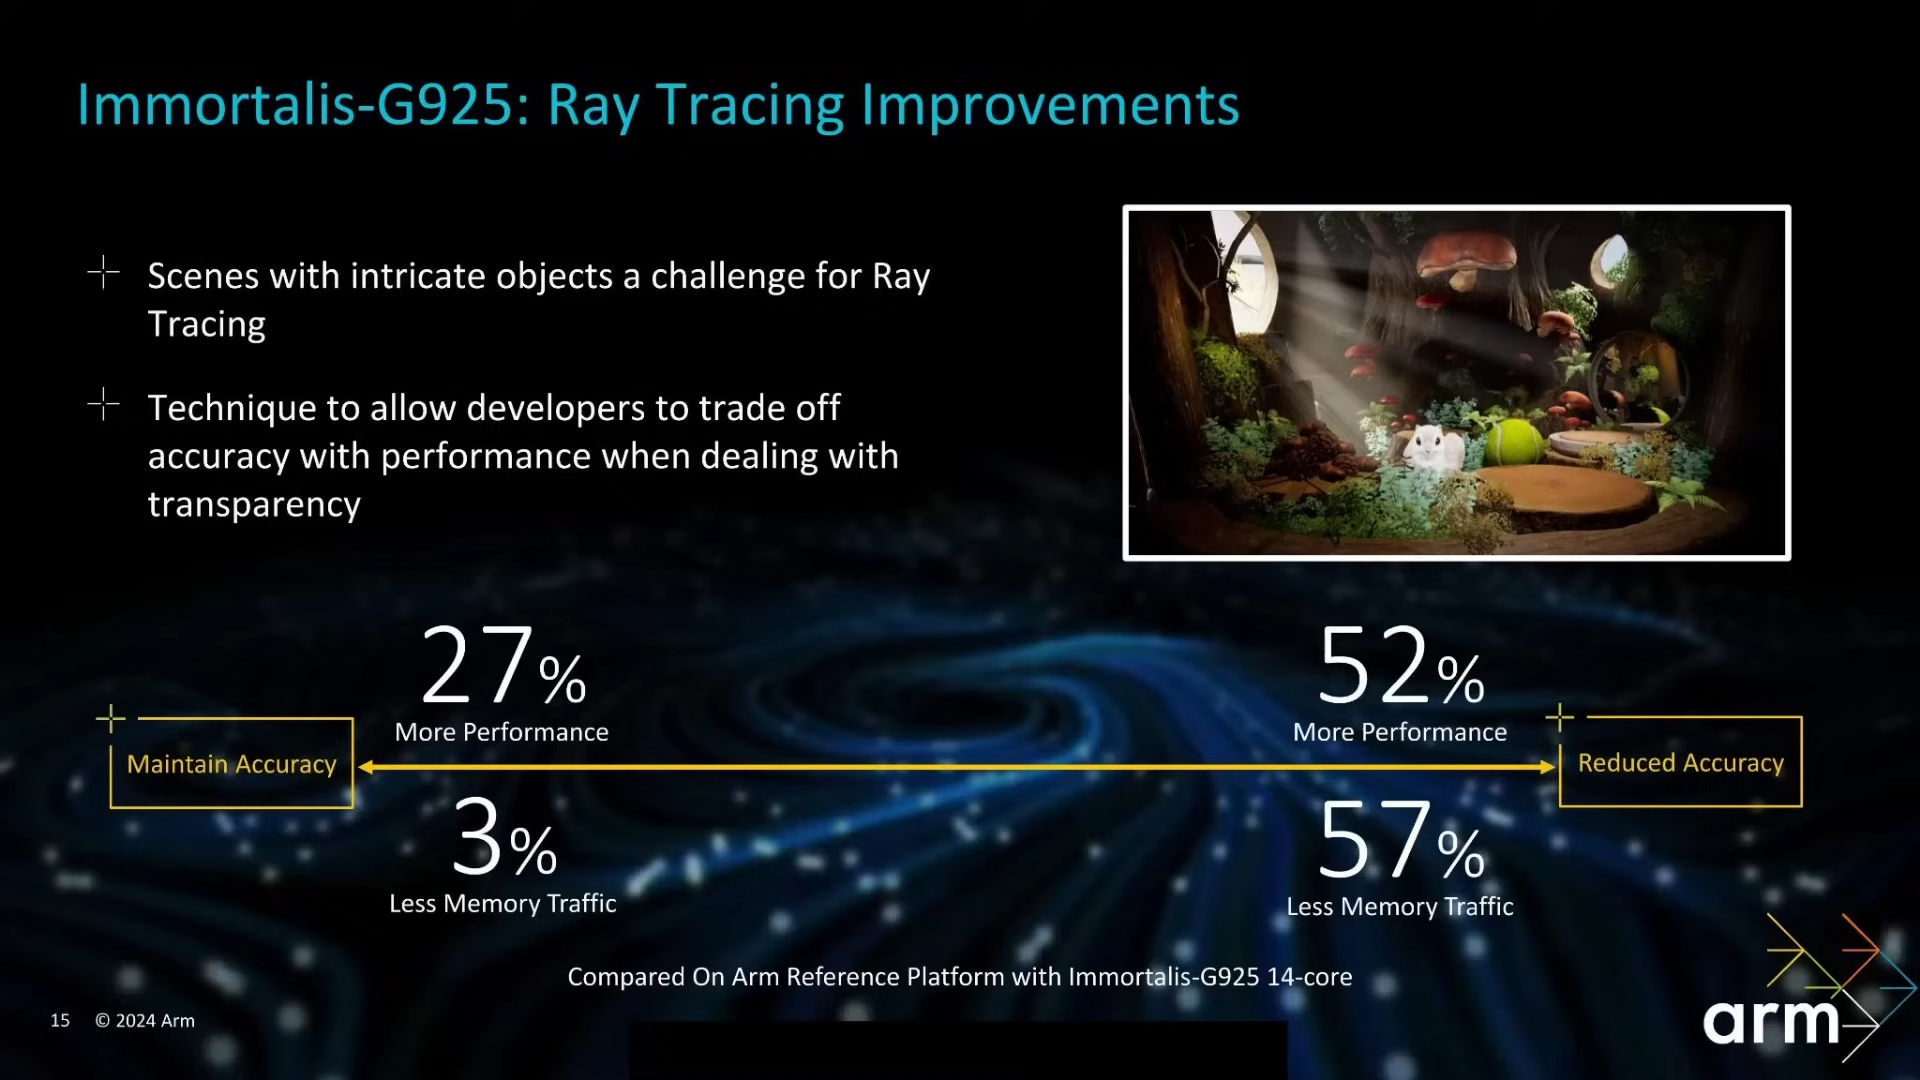 Immortalis-G925: Ray Tracing Improvements
Scenes with intricate objects a challenge for Ray
Tracing
Technique to allow developers to trade off
accuracy with performance when dealing with
transparency
27%
More Performance
52%
More Performance
Maintain Accuracy
Reduced Accuracy
3%
Less Memory Traffic
57%
Less Memory Traffic
Compared On Arm Reference Platform with Immortalis-G925 14-core
15 © 2024 Arm
arm